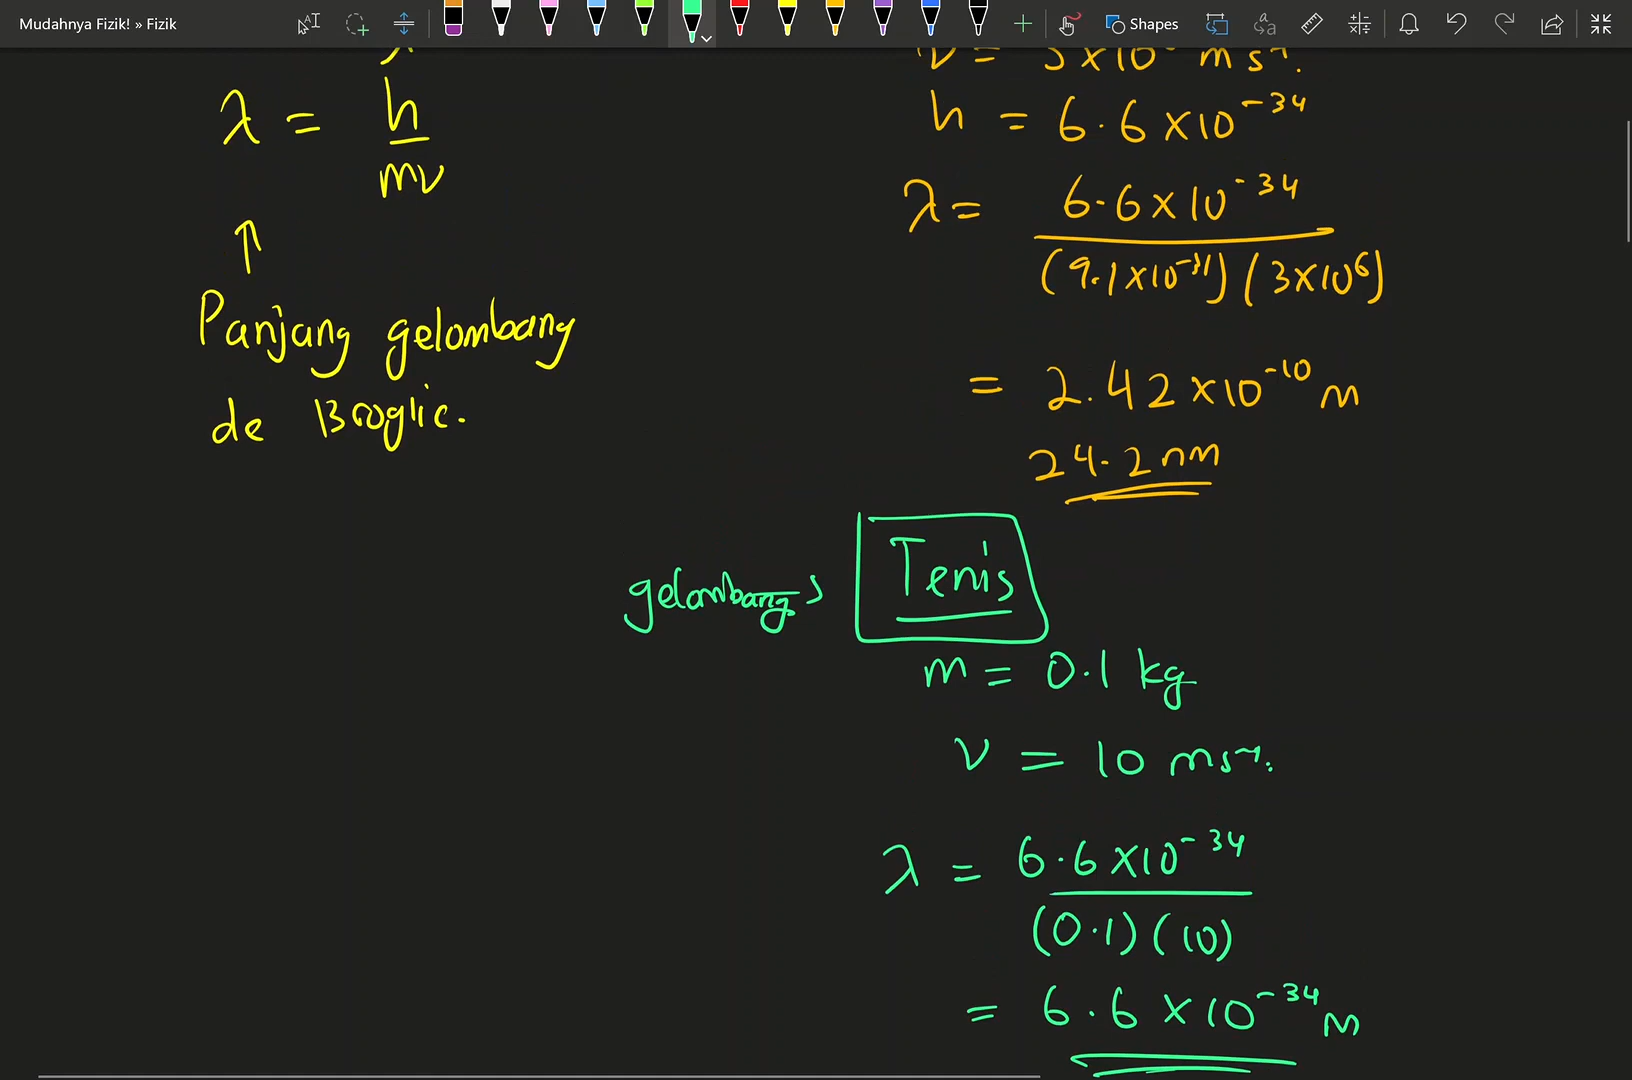 Mudahnya Fizik! » Fizik
Shapes
λ = h
mv
↑
Panjang gelombang
de Broglie.
h = 6.6 x 10⁻³⁴
λ = 6.6 x 10⁻³⁴
(9.1 x 10⁻³¹) (3 x 10⁶)
= 2.42 x 10⁻¹⁰ m
24.2 nm
gelombang
Tenis
m = 0.1 kg
v = 10 ms⁻¹.
λ = 6.6 x 10⁻³⁴
(0.1) (10)
= 6.6 x 10⁻³⁴ m